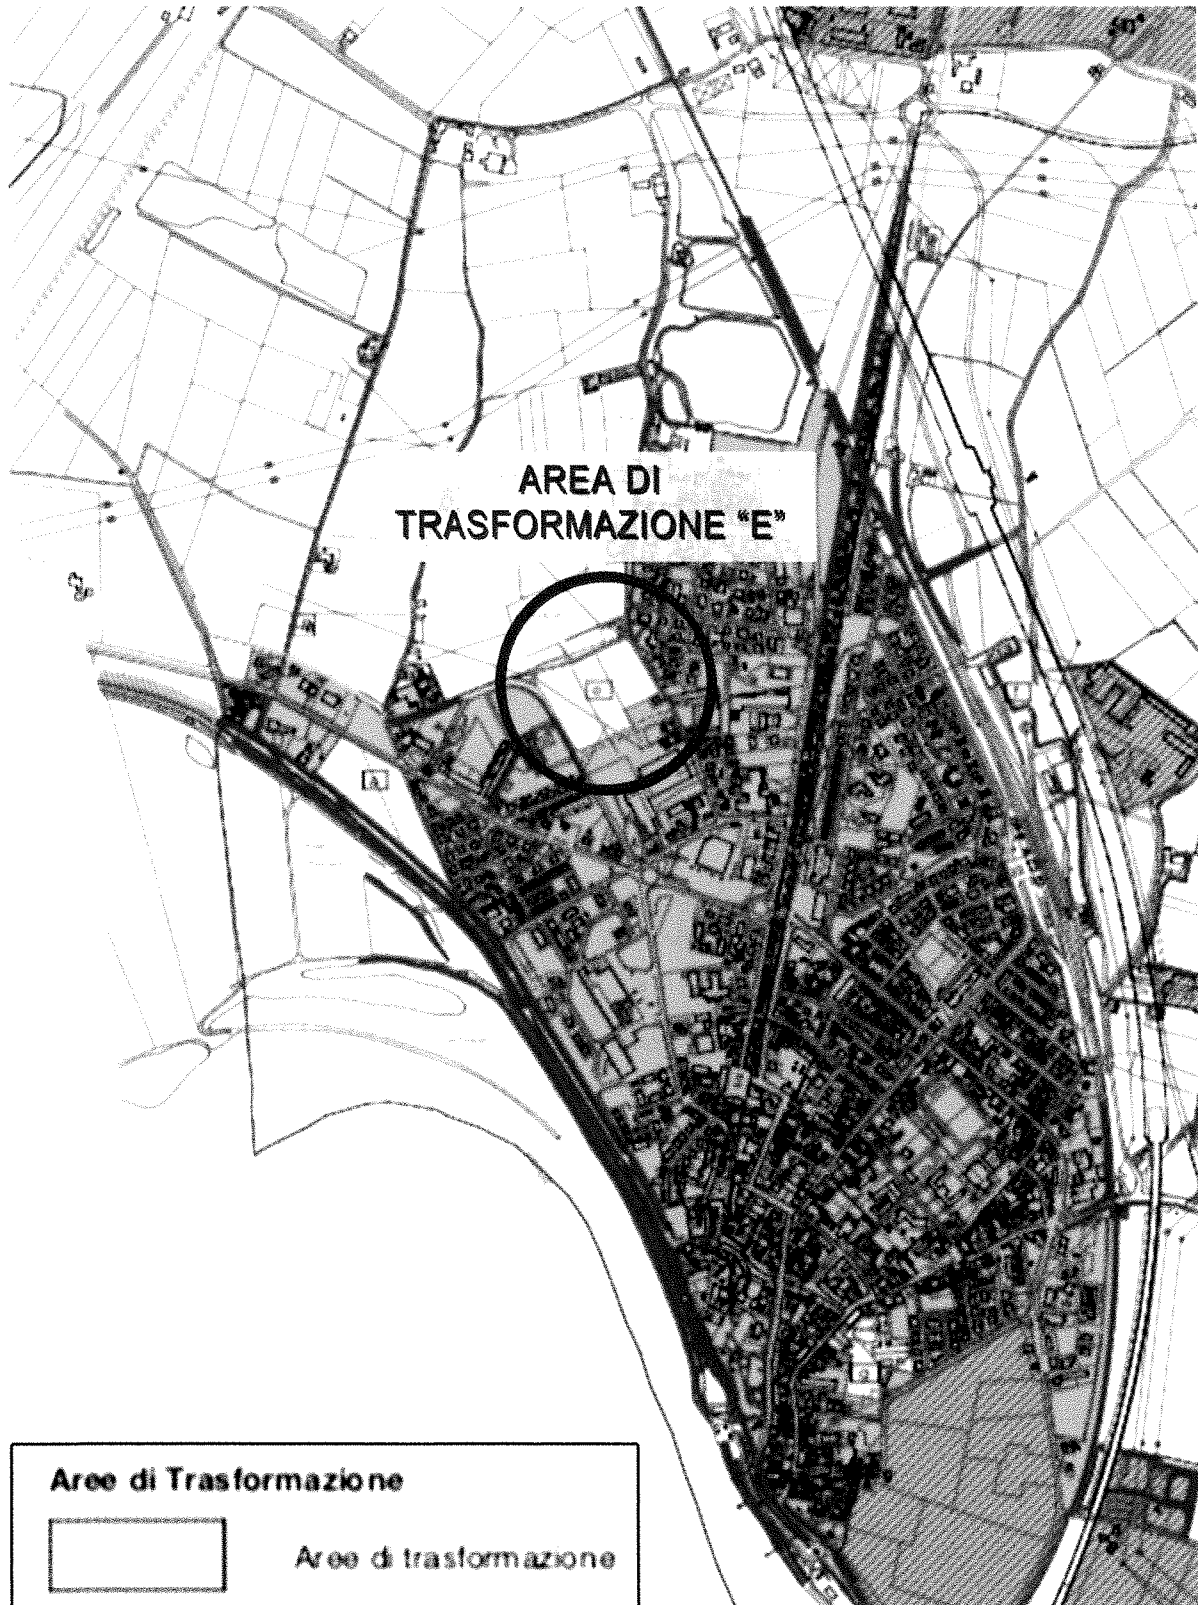 AREA DI
TRASFORMAZIONE "E"
A
Aree di Trasformazione
Aree di trasformazione